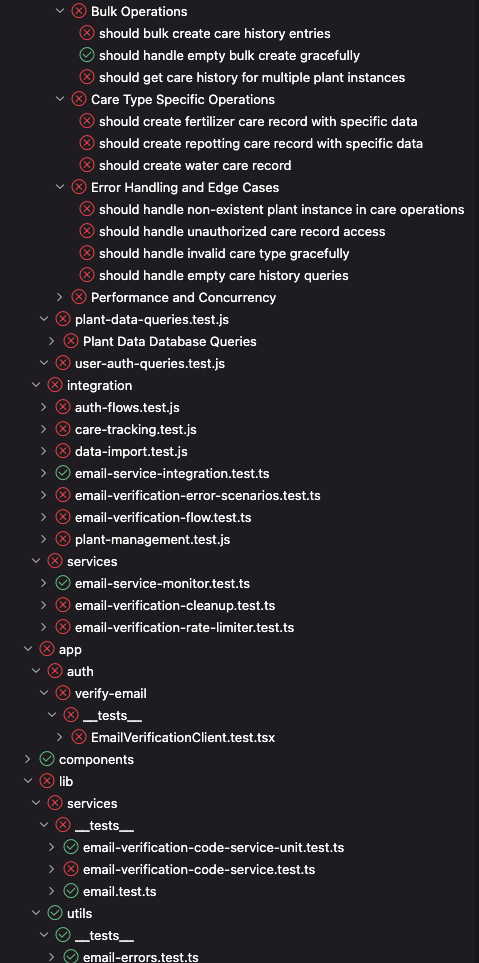 Bulk Operations
should bulk create care history entries
should handle empty bulk create gracefully
should get care history for multiple plant instances
Care Type Specific Operations
should create fertilizer care record with specific data
should create repotting care record with specific data
should create water care record
Error Handling and Edge Cases
should handle non-existent plant instance in care operations
should handle unauthorized care record access
should handle invalid care type gracefully
should handle empty care history queries
Performance and Concurrency
plant-data-queries.test.js
Plant Data Database Queries
user-auth-queries.test.js
integration
auth-flows.test.js
care-tracking.test.js
data-import.test.js
email-service-integration.test.ts
email-verification-error-scenarios.test.ts
email-verification-flow.test.ts
plant-management.test.js
services
email-service-monitor.test.ts
email-verification-cleanup.test.ts
email-verification-rate-limiter.test.ts
app
auth
verify-email
__tests__
EmailVerificationClient.test.tsx
components
lib
services
__tests__
email-verification-code-service-unit.test.ts
email-verification-code-service.test.ts
email.test.ts
utils
__tests__
email-errors.test.ts